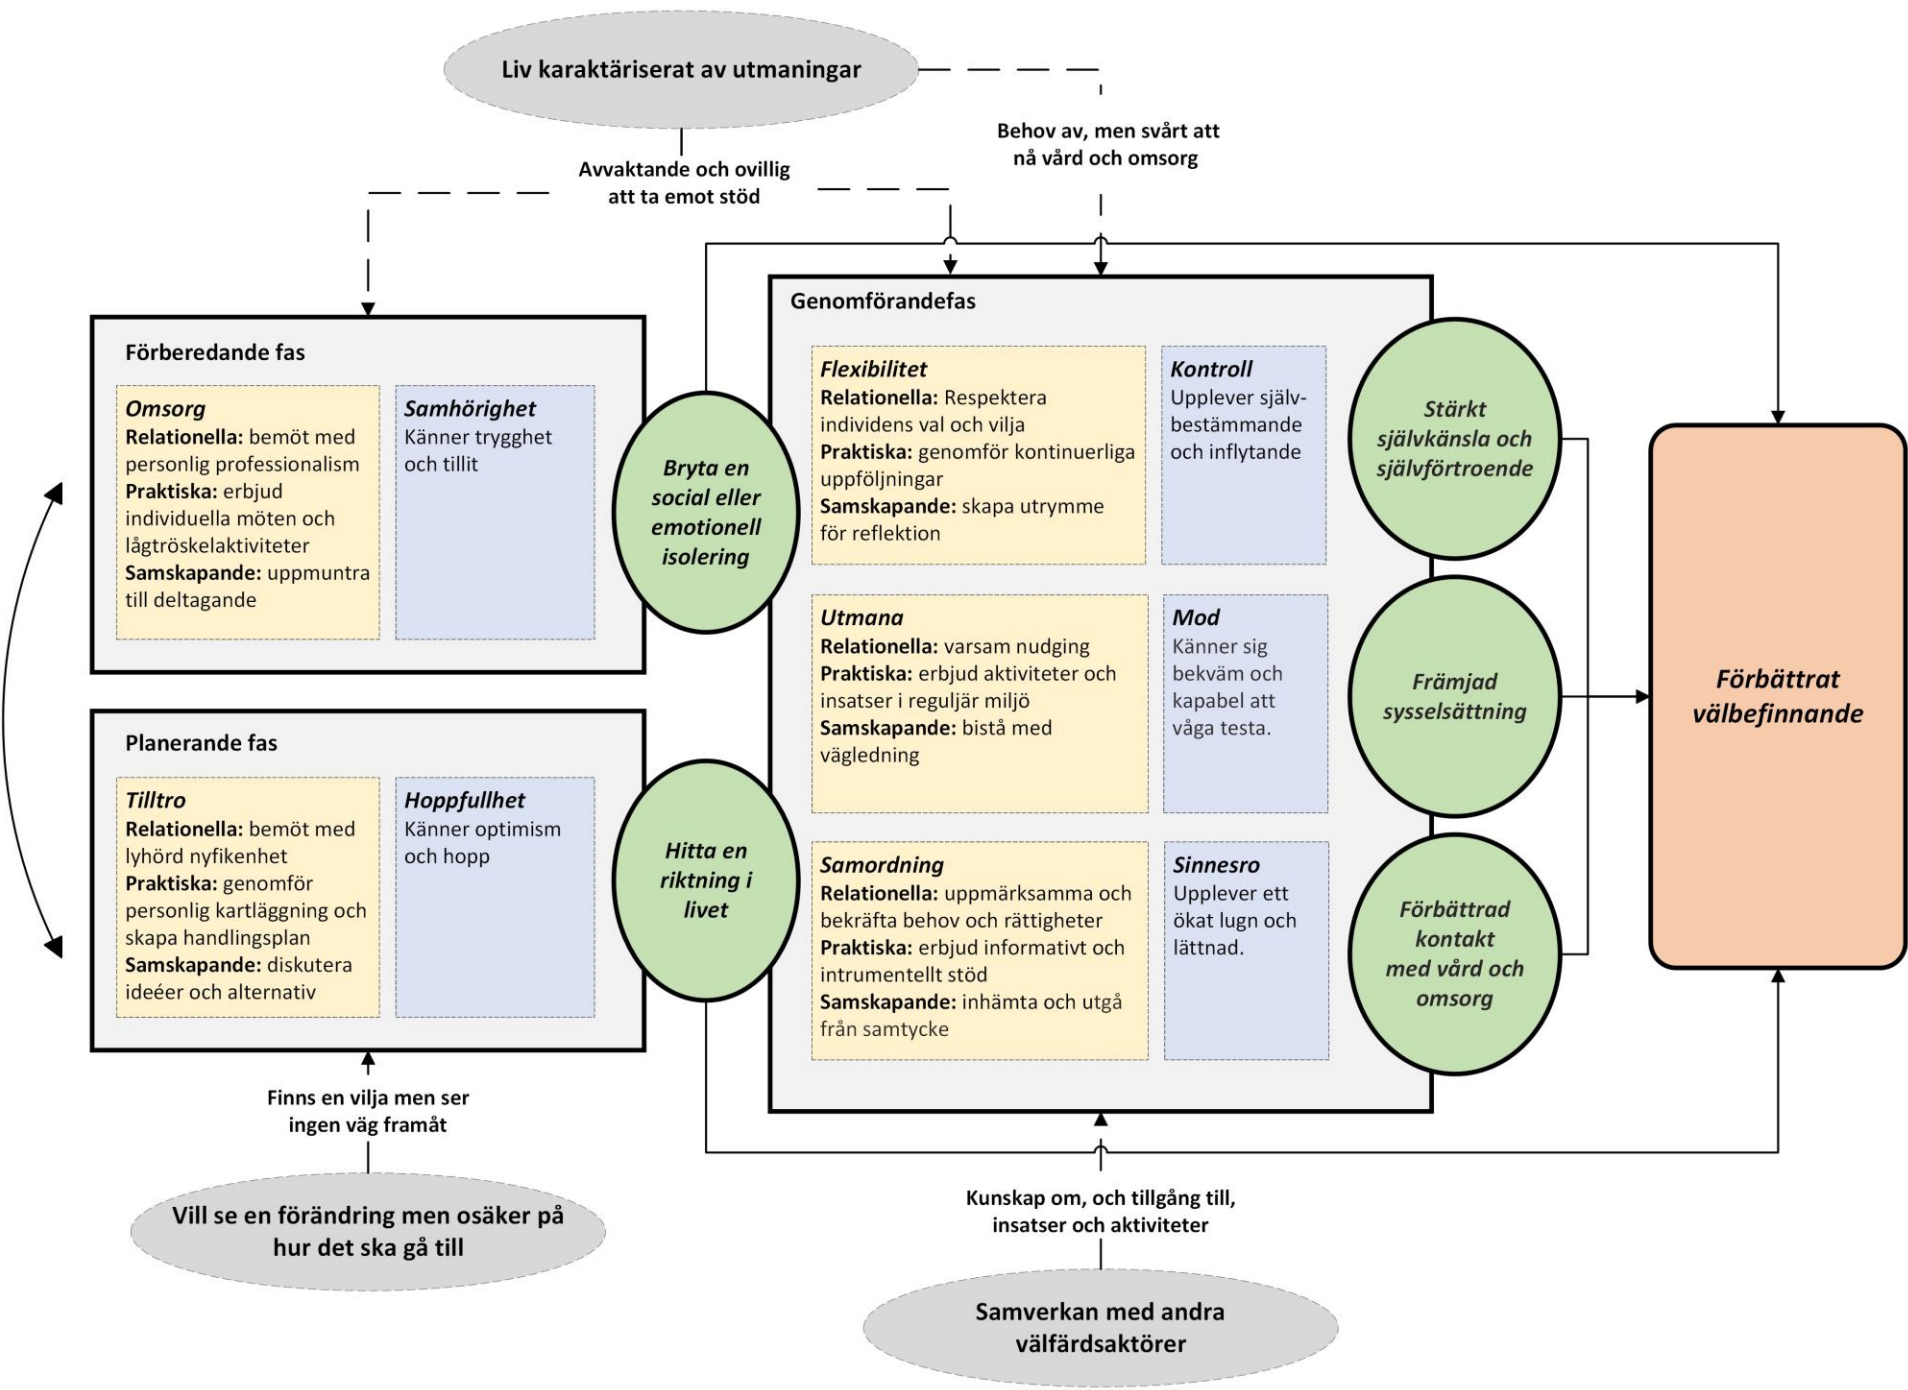 Liv karaktäriserat av utmaningar
Behov av, men svårt att
nå vård och omsorg
Avvaktande och ovillig
att ta emot stöd
Förberedande fas
Omsorg
Relationella: bemöt med
personlig professionalism
Praktiska: erbjud
individuella möten och
lågtröskelaktiviteter
Samskapande: uppmuntra
till deltagande
Samhörighet
Känner trygghet
och tillit
Bryta en
social eller
emotionell
isolering
Planerande fas
Tilltro
Relationella: bemöt med
lyhörd nyfikenhet
Praktiska: genomför
personlig kartläggning och
skapa handlingsplan
Samskapande: diskutera
ideéer och alternativ
Hoppfullhet
Känner optimism
och hopp
Hitta en
riktning i
livet
Genomförandefas
Flexibilitet
Relationella: Respektera
individens val och vilja
Praktiska: genomför kontinuerliga
uppföljningar
Samskapande: skapa utrymme
för reflektion
Kontroll
Upplever själv-
bestämmande
och inflytande
Stärkt
självkänsla och
självförtroende
Utmana
Relationella: varsam nudging
Praktiska: erbjud aktiviteter och
insatser i reguljär miljö
Samskapande: bistå med
vägledning
Mod
Känner sig
bekväm och
kapabel att
våga testa.
Främjad
sysselsättning
Samordning
Relationella: uppmärksamma och
bekräfta behov och rättigheter
Praktiska: erbjud informativt och
intrumentellt stöd
Samskapande: inhämta och utgå
från samtycke
Sinnesro
Upplever ett
ökat lugn och
lättnad.
Förbättrad
kontakt
med vård och
omsorg
Förbättrat
välbefinnande
Finns en vilja men ser
ingen väg framåt
Vill se en förändring men osäker på
hur det ska gå till
Kunskap om, och tillgång till,
insatser och aktiviteter
Samverkan med andra
välfärdsaktörer